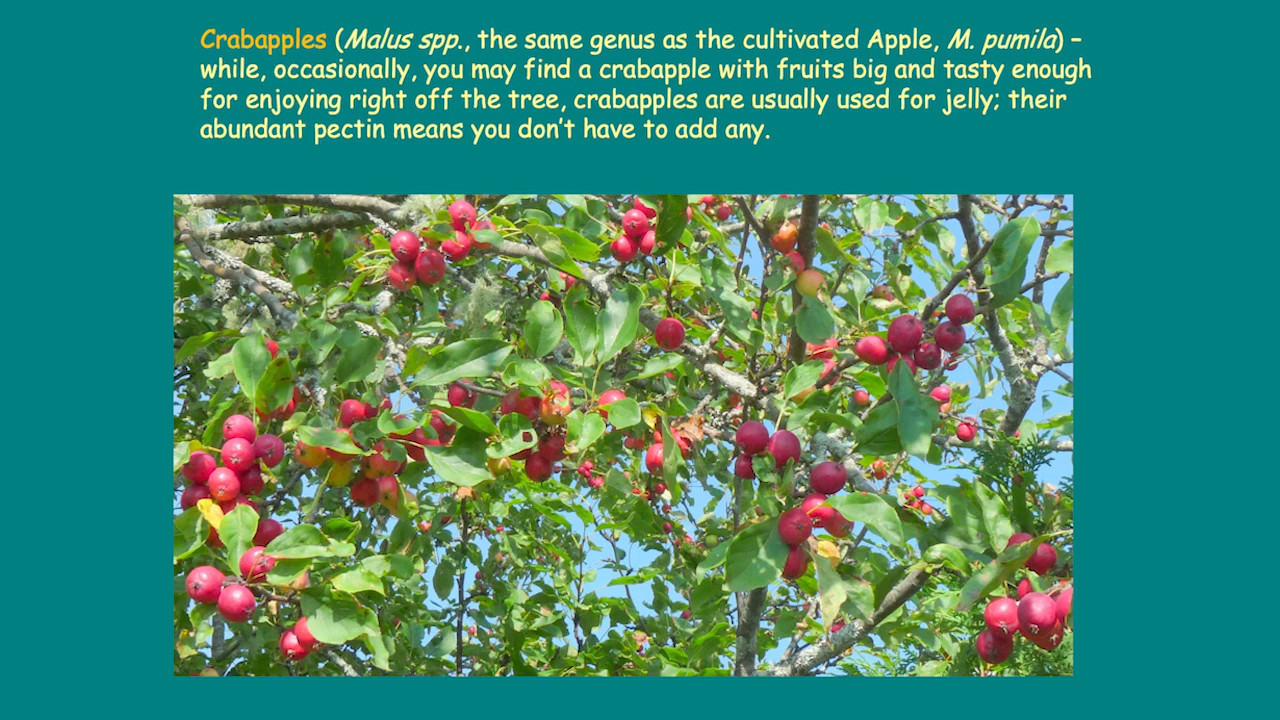 Crabapples (Malus spp., the same genus as the cultivated Apple, M. pumila) –
while, occasionally, you may find a crabapple with fruits big and tasty enough
for enjoying right off the tree, crabapples are usually used for jelly; their
abundant pectin means you don’t have to add any.